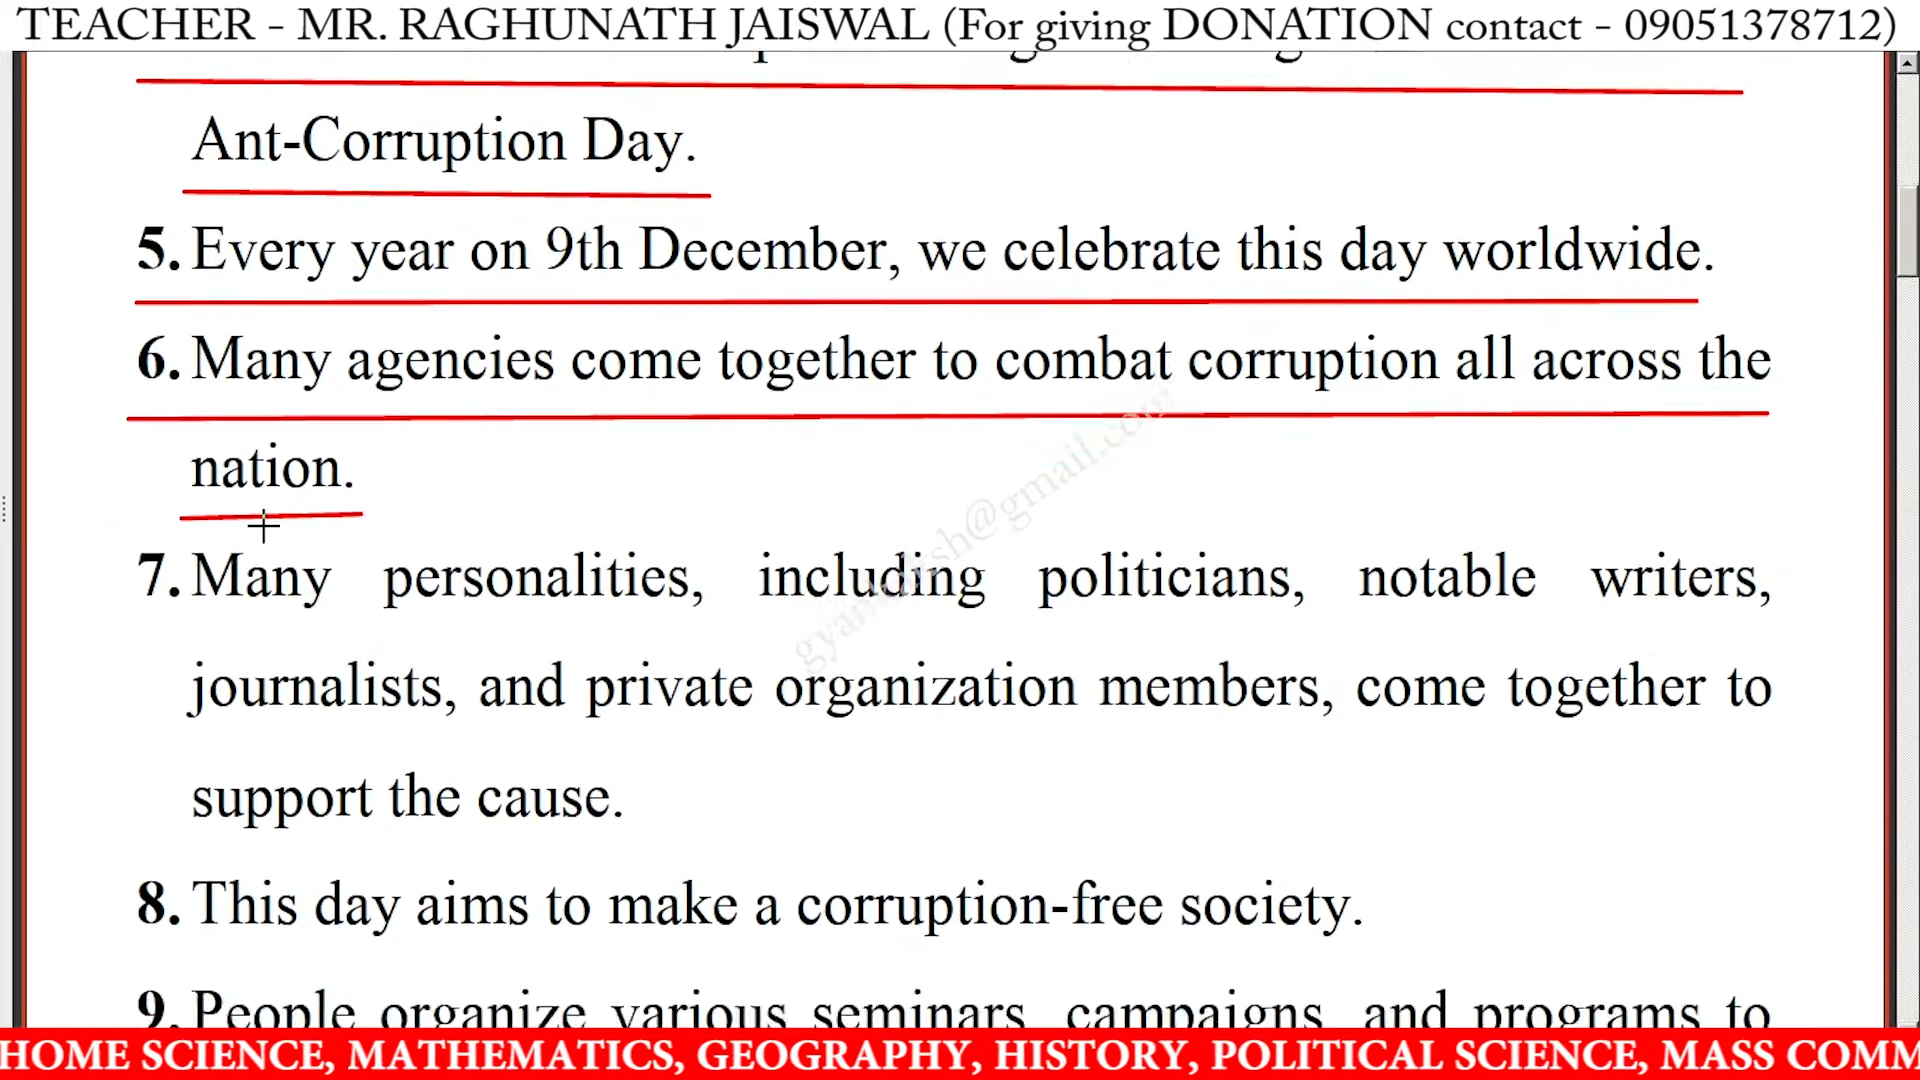 TEACHER - MR. RAGHUNATH JAISWAL (For giving DONATION contact - 09051378712)
Ant-Corruption Day.
5. Every year on 9th December, we celebrate this day worldwide.
6. Many agencies come together to combat corruption all across the
nation.
7. Many personalities, including politicians, notable writers,
journalists, and private organization members, come together to
support the cause.
8. This day aims to make a corruption-free society.
9. People organize various seminars, campaigns, and programs to
HOME SCIENCE, MATHEMATICS, GEOGRAPHY, HISTORY, POLITICAL SCIENCE, MASS COMM